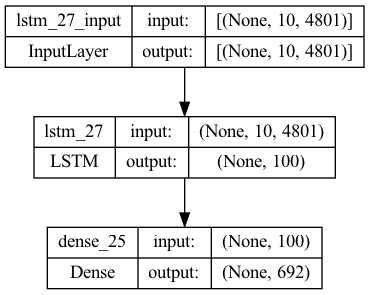 lstm_27_input input: [(None, 10, 4801)]
InputLayer output: [(None, 10, 4801)]
lstm_27 input: (None, 10, 4801)
LSTM output: (None, 100)
dense_25 input: (None, 100)
Dense output: (None, 692)